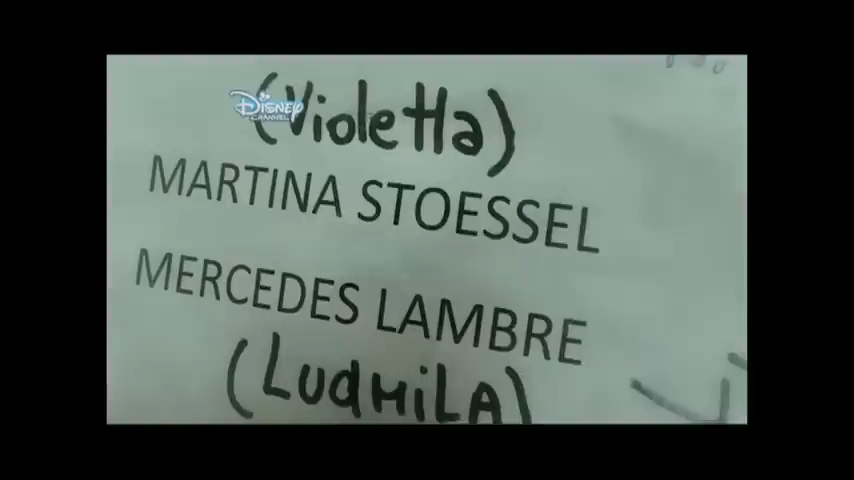 Disney
CHANNEL
(Violetta)
MARTINA STOESSEL
MERCEDES LAMBRE
(LUdMiLA)